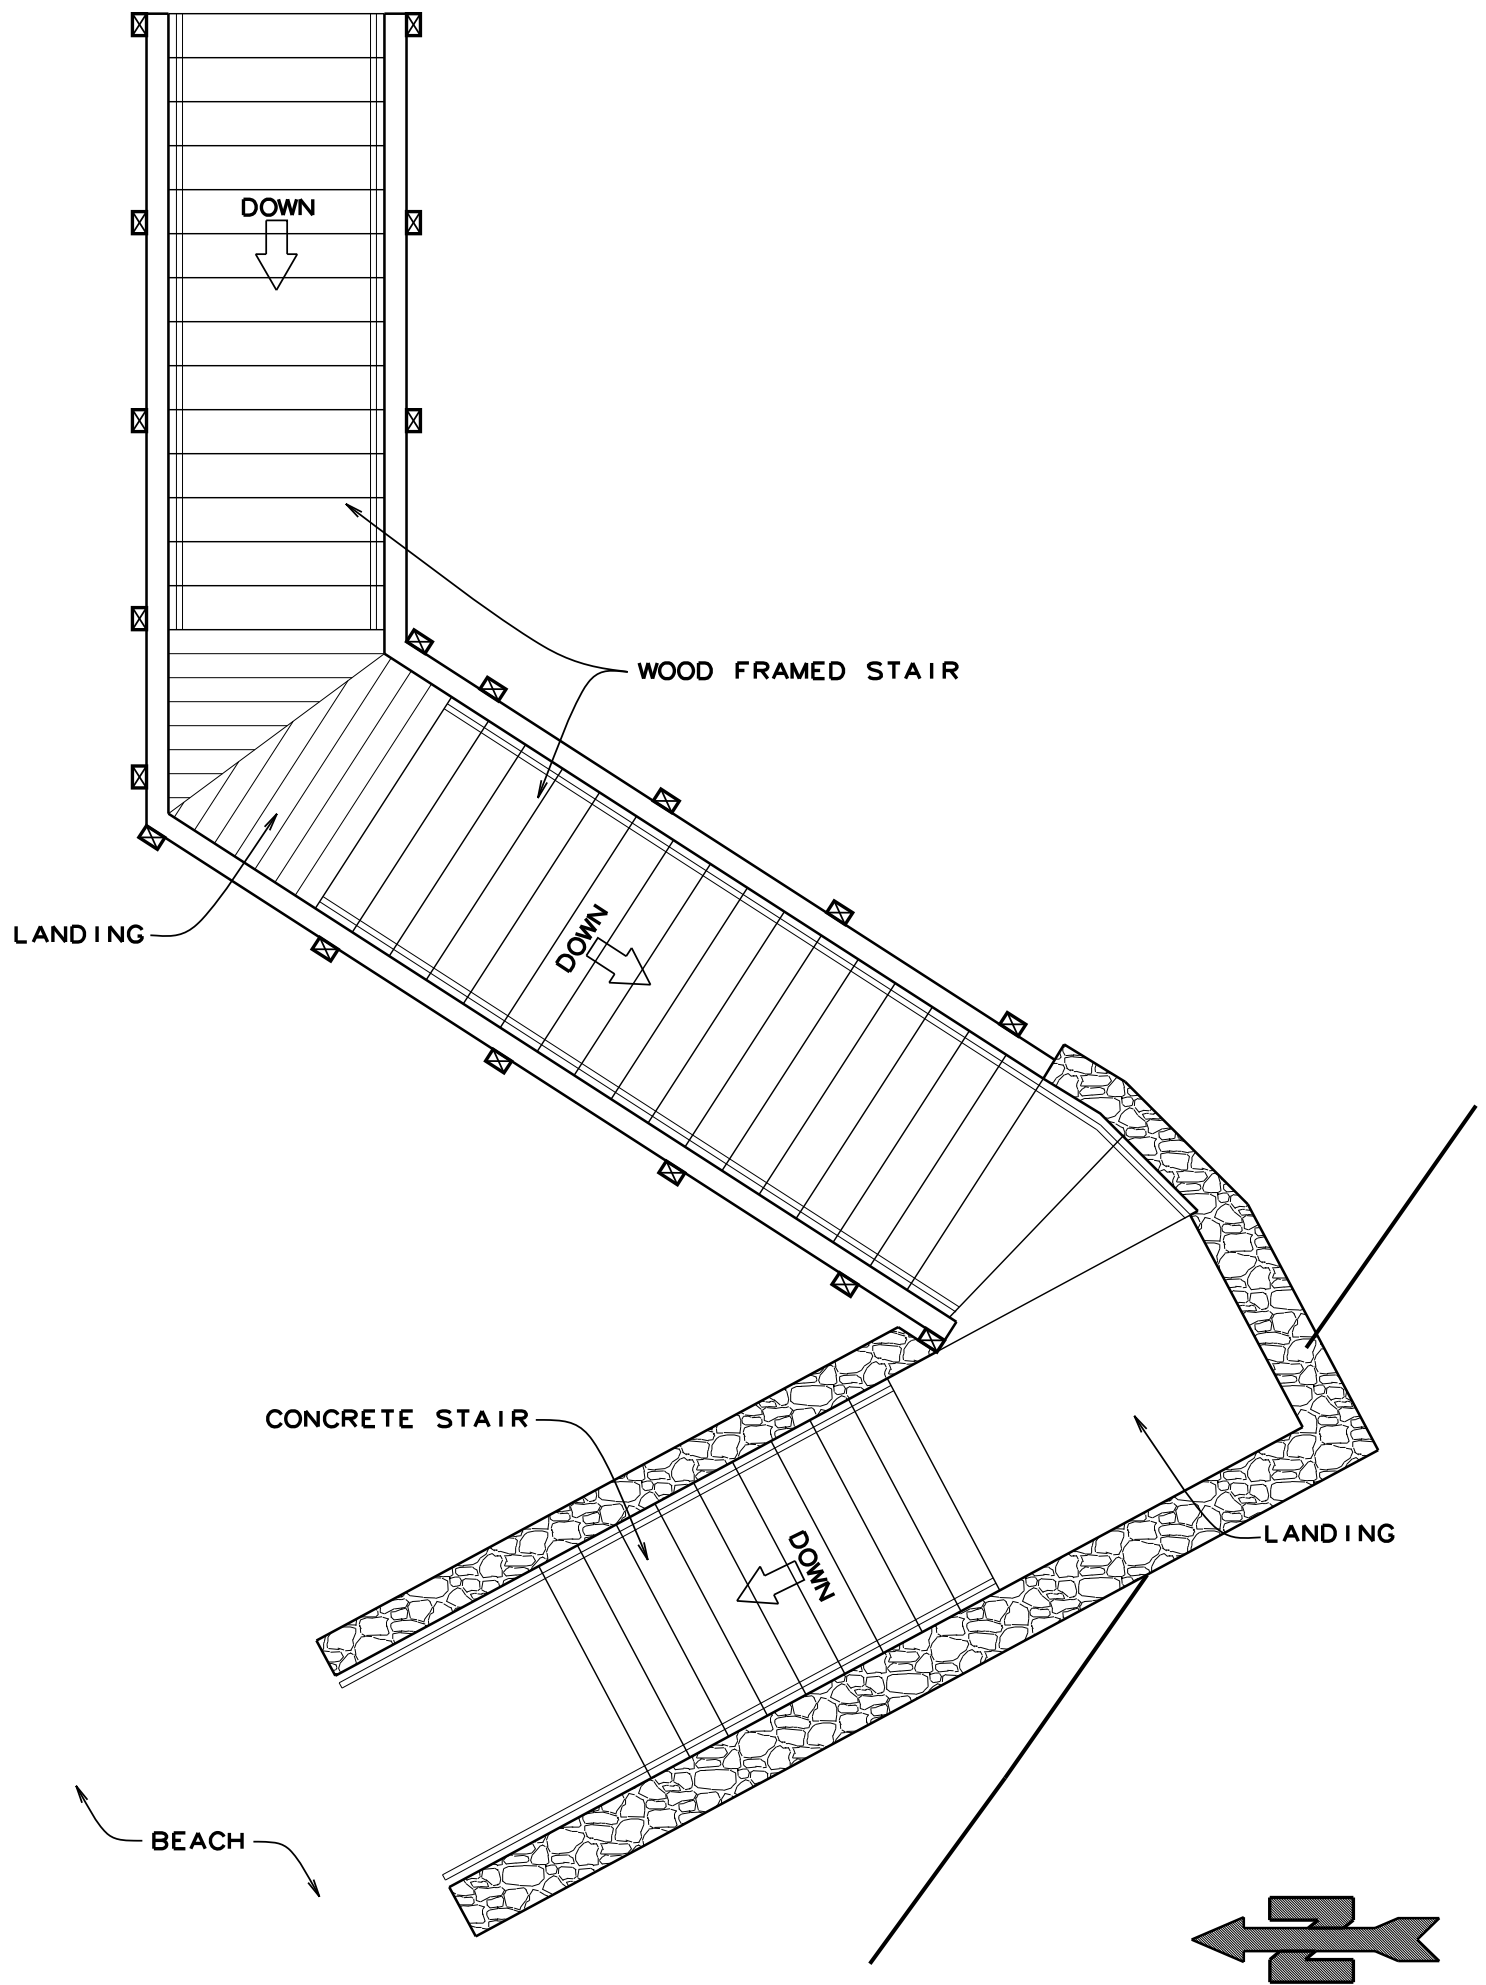 DOWN
WOOD FRAMED STAIR
DOWN
LANDING
CONCRETE STAIR
DOWN
LANDING
BEACH
N